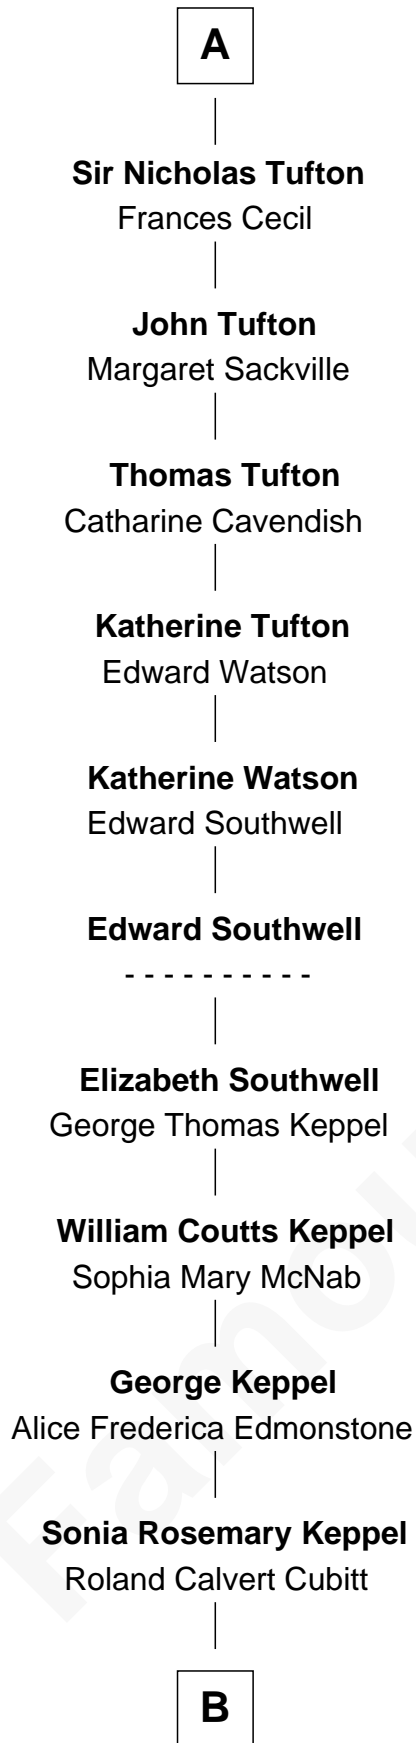 A
Sir Nicholas Tufton
Frances Cecil
John Tufton
Margaret Sackville
Thomas Tufton
Catharine Cavendish
Katherine Tufton
Edward Watson
Katherine Watson
Edward Southwell
Edward Southwell
- - - - - - - - - -
Elizabeth Southwell
George Thomas Keppel
William Coutts Keppel
Sophia Mary McNab
George Keppel
Alice Frederica Edmonstone
Sonia Rosemary Keppel
Roland Calvert Cubitt
B
Famou